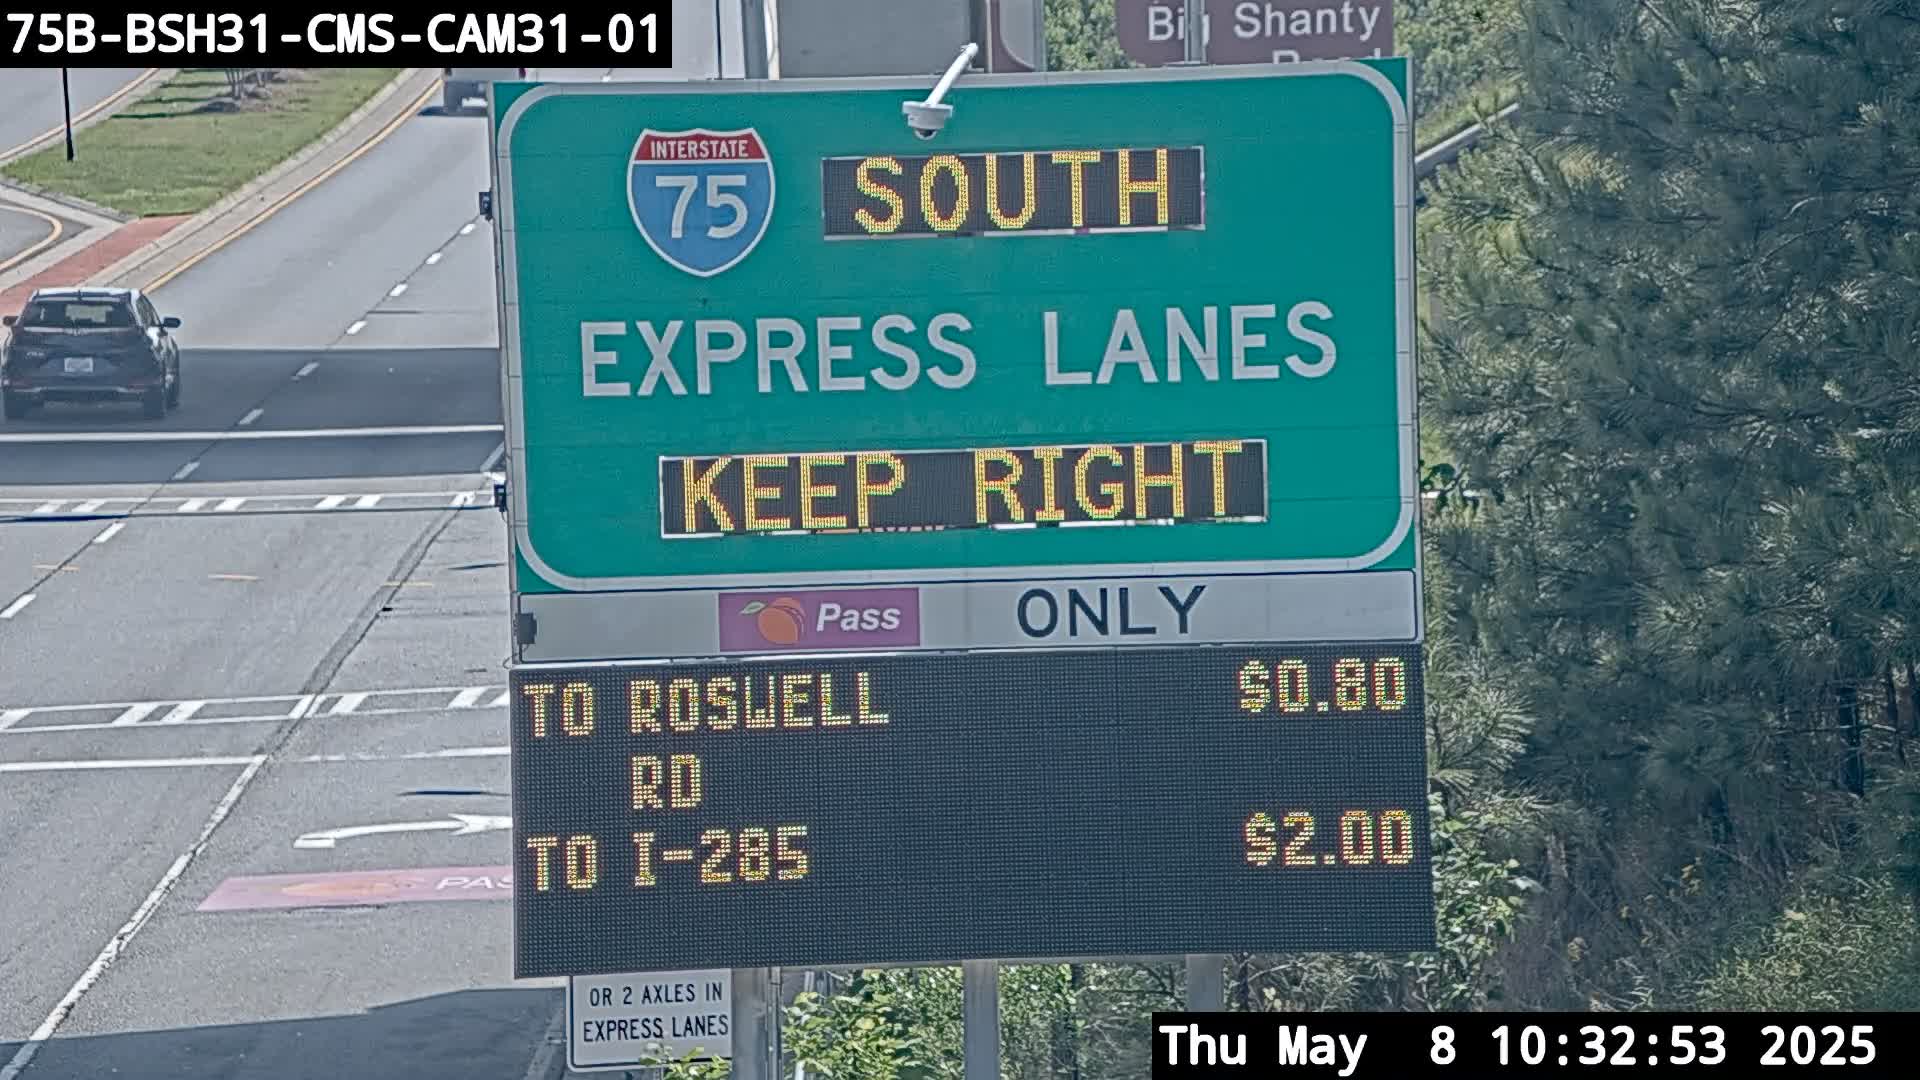 75B-BSH31-CMS-CAM31-01
Big Shanty
Road
INTERSTATE
75
SOUTH
EXPRESS LANES
KEEP RIGHT
Pass
ONLY
TO ROSWELL $0.80
RD
TO I-285 $2.00
PAS
OR 2 AXLES IN
EXPRESS LANES
Thu May 8 10:32:53 2025